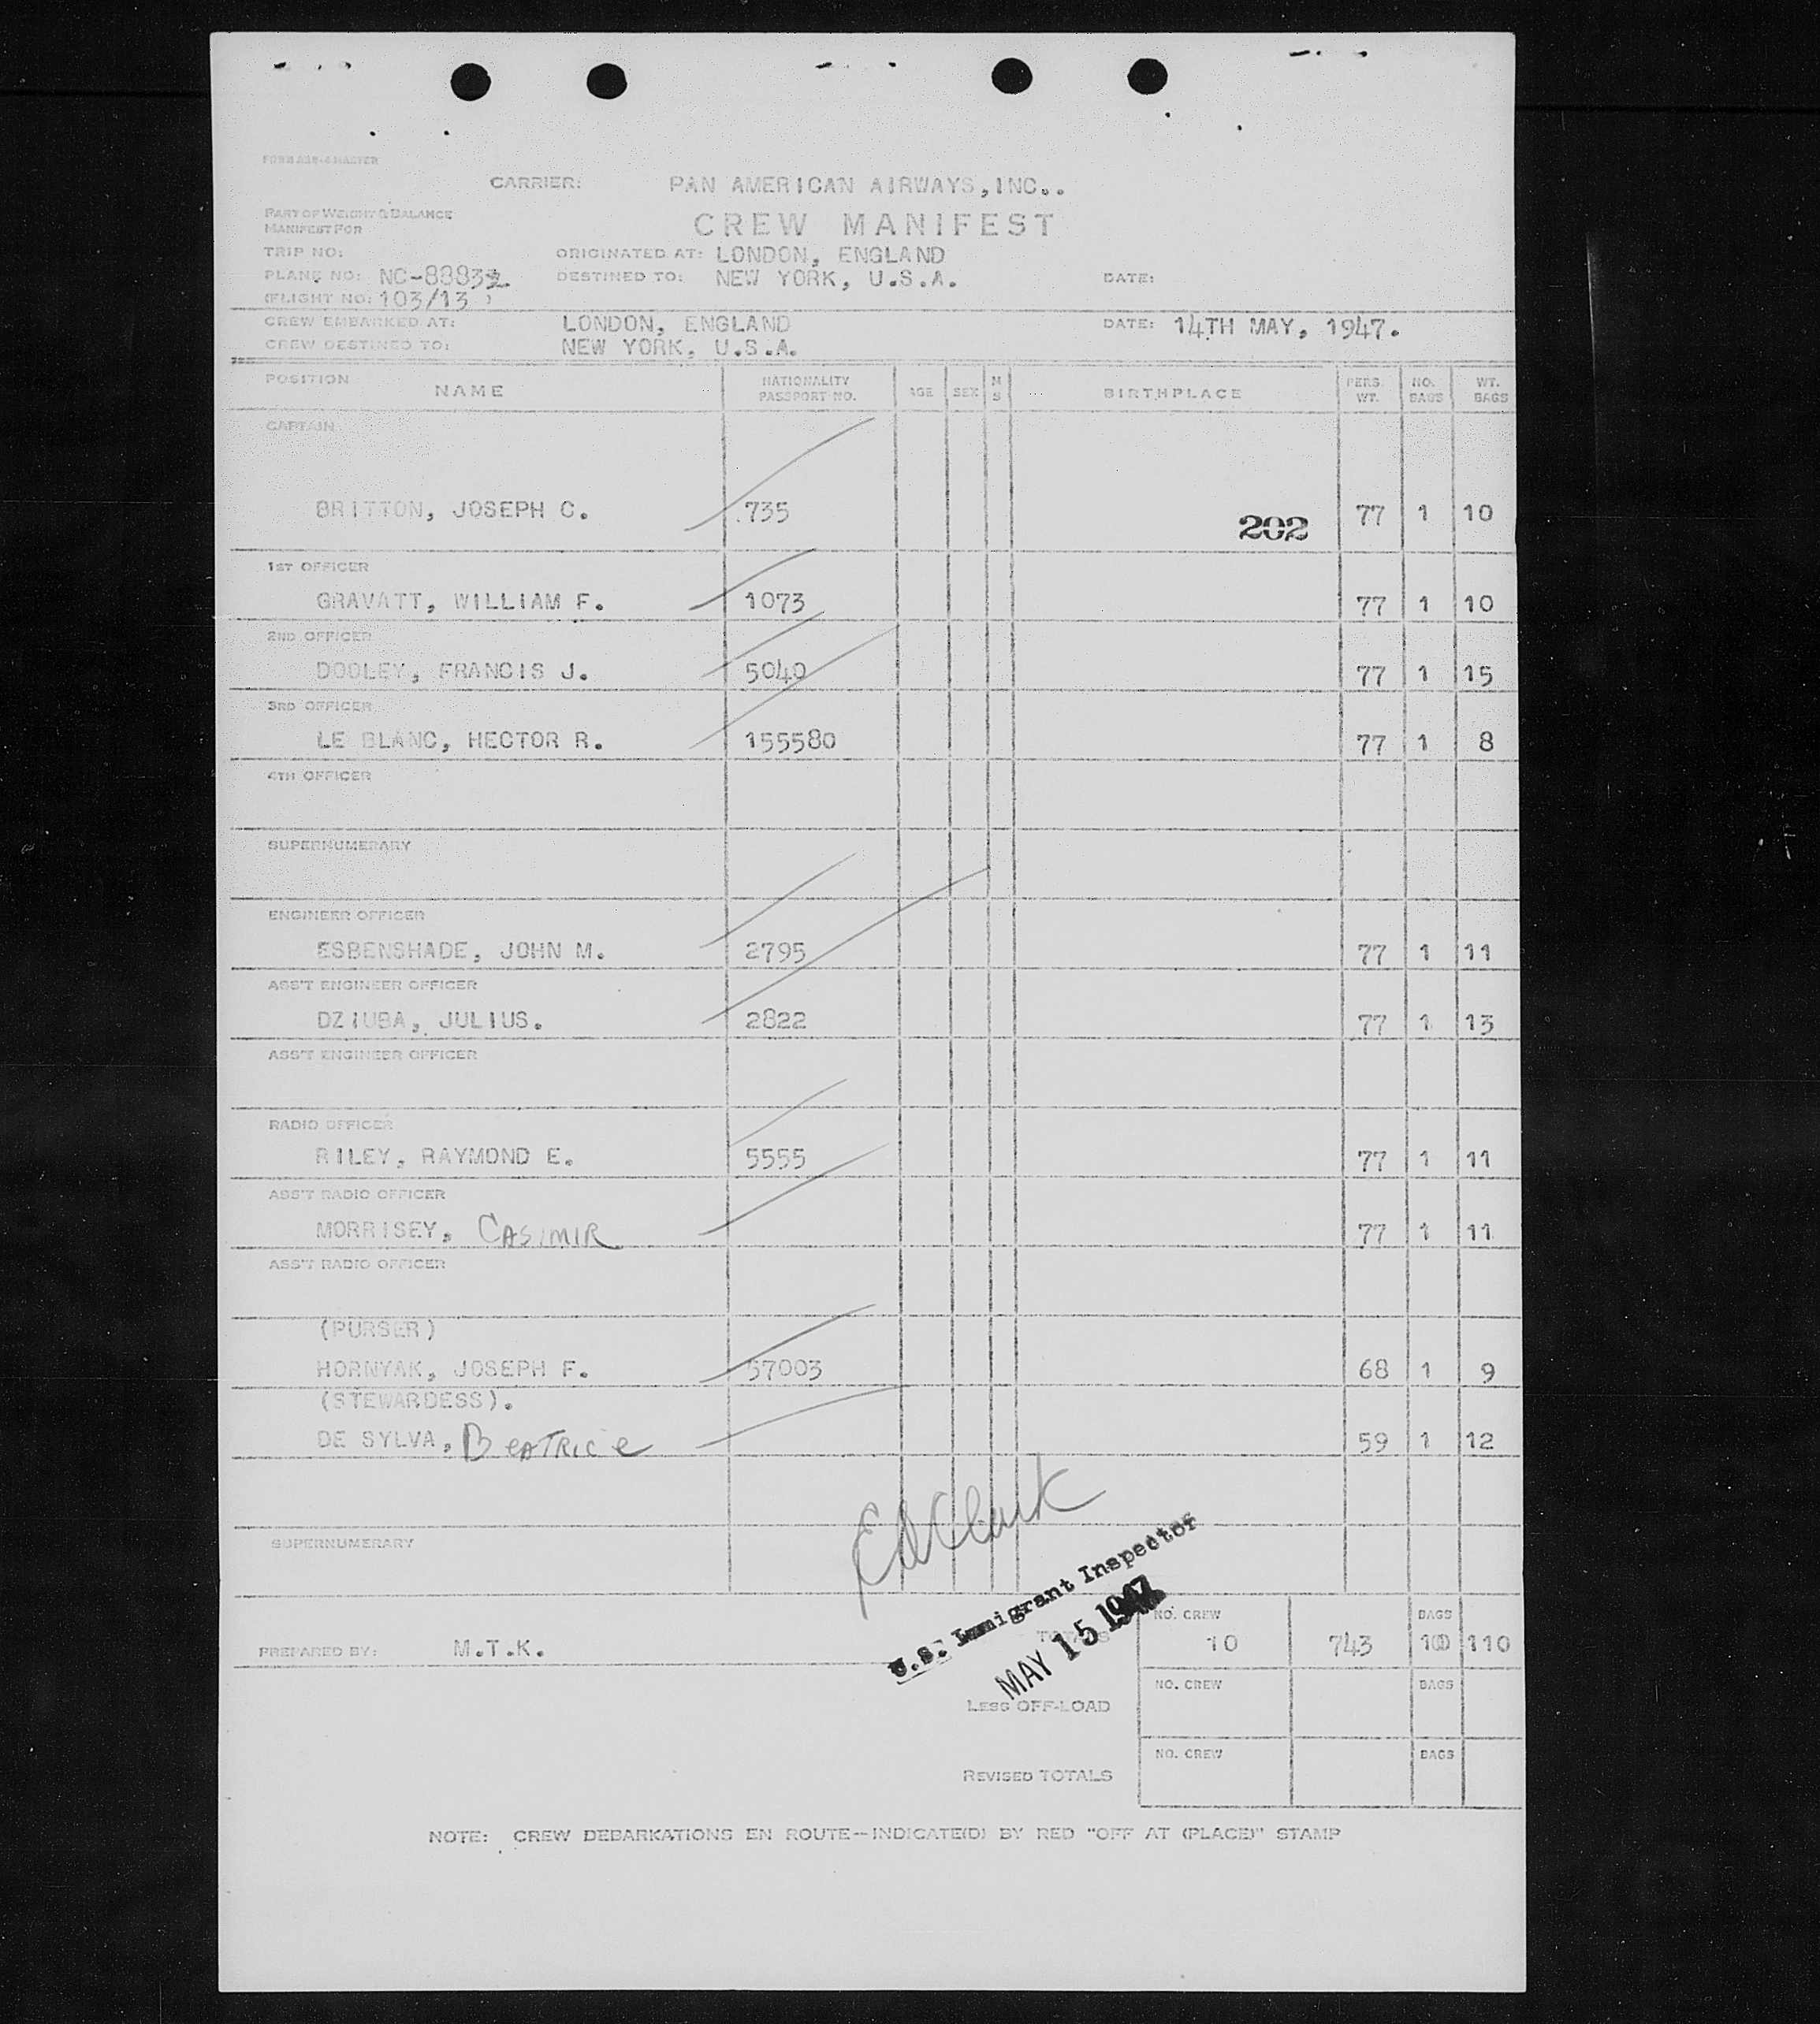 FORM ABS-4 MASTER
CARRIER: PAN AMERICAN AIRWAYS, INC..
PART OF WEIGHT & BALANCE
MANIFEST FOR
CREW MANIFEST
TRIP NO: ORIGINATED AT: LONDON, ENGLAND
PLANE NO: NC-88832 DESTINED TO: NEW YORK, U.S.A. DATE:
(FLIGHT NO: 103/13 )
CREW EMBARKED AT: LONDON, ENGLAND DATE: 14TH MAY, 1947.
CREW DESTINED TO: NEW YORK, U.S.A.
POSITION NAME NATIONALITY PASSPORT NO. AGE SEX M S BIRTHPLACE PERS. WT. NO. BAGS WT. BAGS
CAPTAIN
BRITTON, JOSEPH C. 735 202 77 1 10
1ST OFFICER
GRAVATT, WILLIAM F. 1073 77 1 10
2ND OFFICER
DOOLEY, FRANCIS J. 5040 77 1 15
3RD OFFICER
LE BLANC, HECTOR R. 155580 77 1 8
4TH OFFICER
SUPERNUMERARY
ENGINEER OFFICER
ESBENSHADE, JOHN M. 2795 77 1 11
ASS'T ENGINEER OFFICER
DZIUBA, JULIUS. 2822 77 1 13
ASS'T ENGINEER OFFICER
RADIO OFFICER
RILEY, RAYMOND E. 5555 77 1 11
ASS'T RADIO OFFICER
MORRISEY, CASIMIR 77 1 11
ASS'T RADIO OFFICER
(PURSER)
HORNYAK, JOSEPH F. 57003 68 1 9
(STEWARDESS).
DE SYLVA, BEATRICE 59 1 12
Ed Clark
SUPERNUMERARY
U.S. Immigrant Inspector
MAY 15 1947
NO. CREW BAGS
PREPARED BY: M.T.K. TOTALS 10 743 10 110
NO. CREW BAGS
LESS OFF-LOAD
NO. CREW BAGS
REVISED TOTALS
NOTE: CREW DEBARKATIONS EN ROUTE--INDICATE(D) BY RED "OFF AT (PLACE)" STAMP